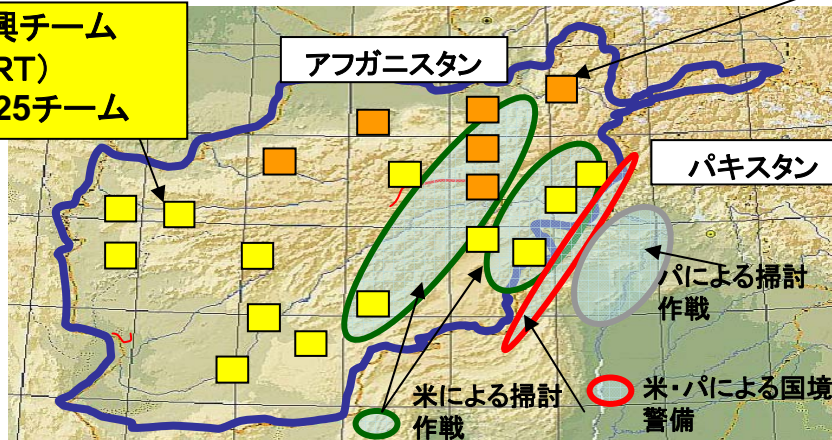 興チーム
RT)
25チーム
アフガニスタン
パキスタン
パによる掃討
作戦
米による掃討
作戦
米・パによる国境
警備